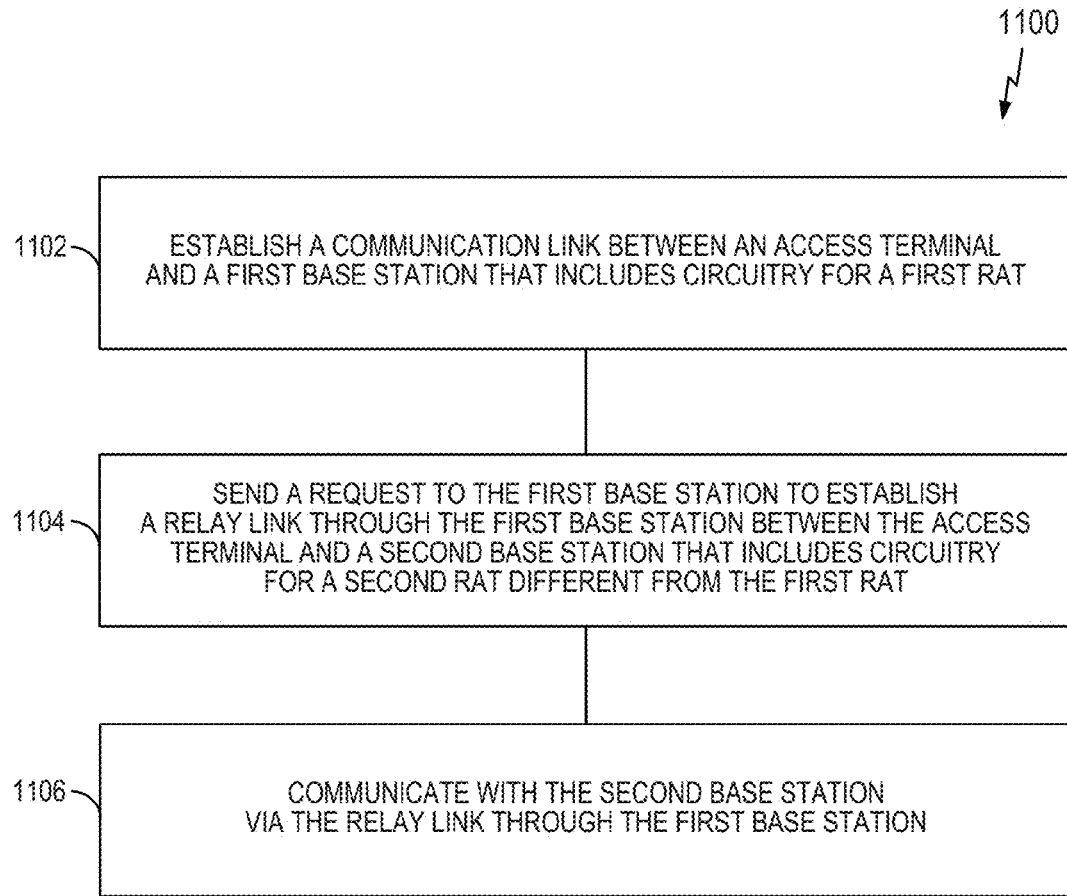 1100
1102
ESTABLISH A COMMUNICATION LINK BETWEEN AN ACCESS TERMINAL
AND A FIRST BASE STATION THAT INCLUDES CIRCUITRY FOR A FIRST RAT
1104
SEND A REQUEST TO THE FIRST BASE STATION TO ESTABLISH
A RELAY LINK THROUGH THE FIRST BASE STATION BETWEEN THE ACCESS
TERMINAL AND A SECOND BASE STATION THAT INCLUDES CIRCUITRY
FOR A SECOND RAT DIFFERENT FROM THE FIRST RAT
1106
COMMUNICATE WITH THE SECOND BASE STATION
VIA THE RELAY LINK THROUGH THE FIRST BASE STATION